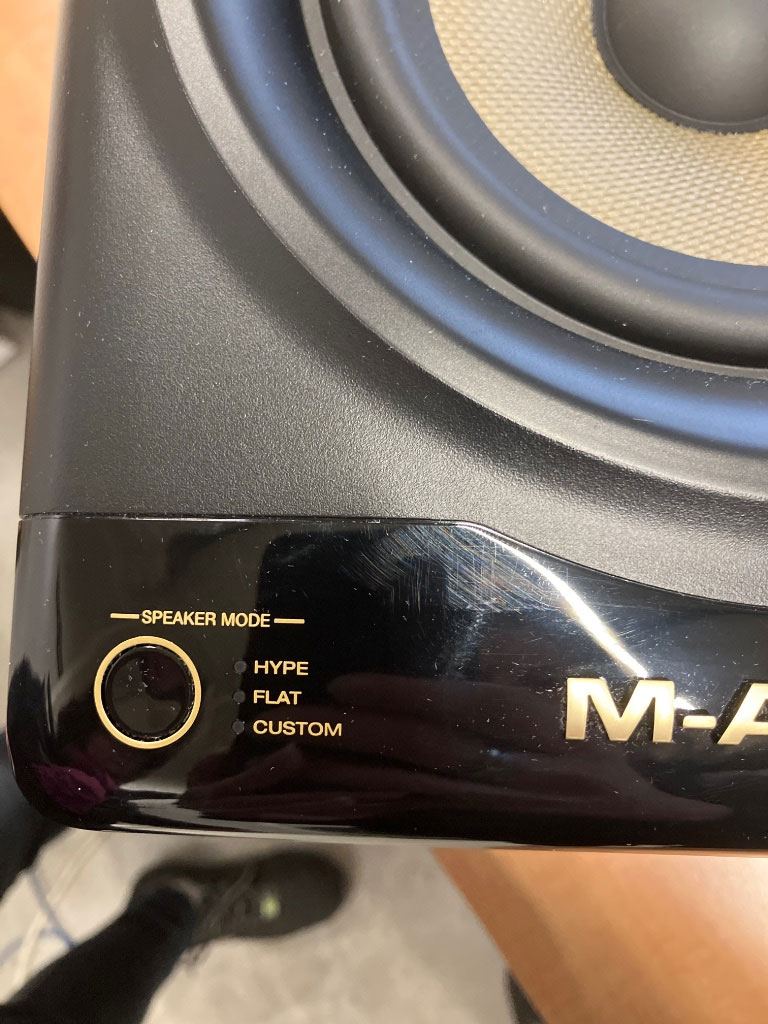 SPEAKER MODE
HYPE
FLAT
CUSTOM
M-A